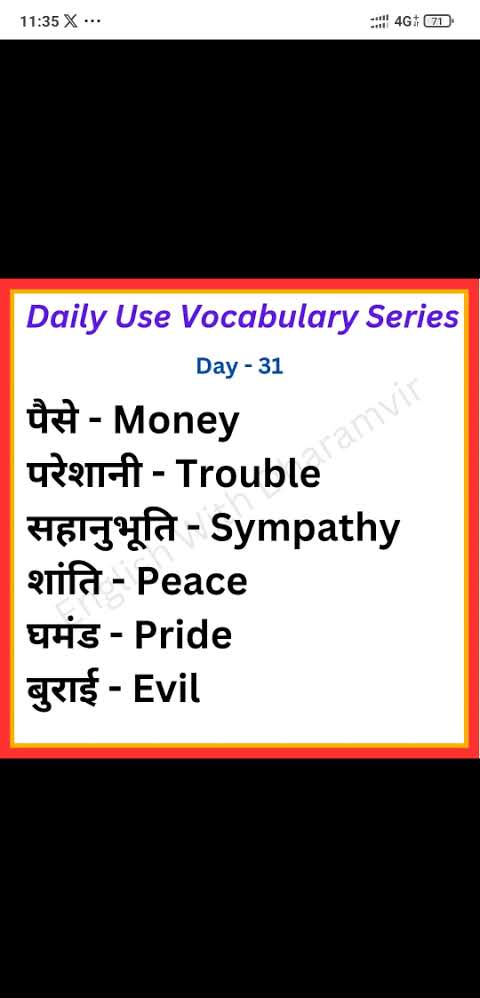 11:35 X ...
4G 71
Daily Use Vocabulary Series
Day - 31
पैसे - Money
परेशानी - Trouble
सहानुभूति - Sympathy
शांति - Peace
घमंड - Pride
बुराई - Evil
English With Dharamvir